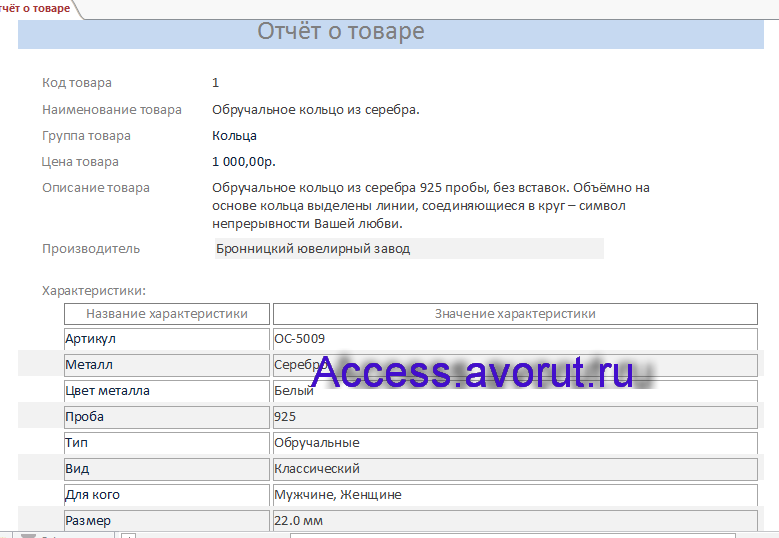 тчёт о товаре
Отчёт о товаре
Код товара 1
Наименование товара Обручальное кольцо из серебра.
Группа товара Кольца
Цена товара 1 000,00р.
Описание товара Обручальное кольцо из серебра 925 пробы, без вставок. Объёмно на
основе кольца выделены линии, соединяющиеся в круг – символ
непрерывности Вашей любви.
Производитель Бронницкий ювелирный завод
Характеристики:
Название характеристики Значение характеристики
Артикул ОС-5009
Металл Серебро
Access.avorut.ru
Цвет металла Белый
Проба 925
Тип Обручальные
Вид Классический
Для кого Мужчине, Женщине
Размер 22.0 мм